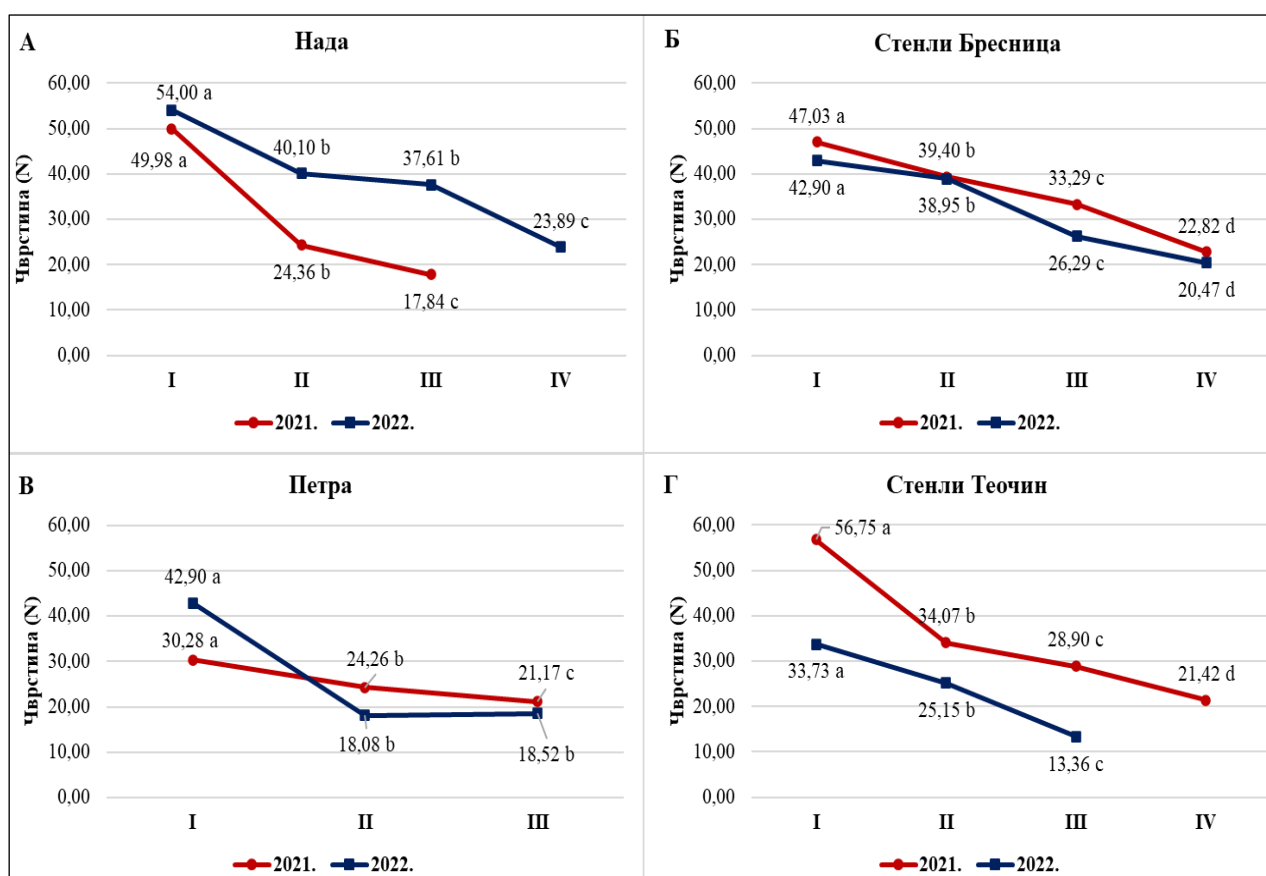 А
Нада
Чврстина (N)
60,00
50,00
40,00
30,00
20,00
10,00
0,00
54,00 a
49,98 a
40,10 b
24,36 b
37,61 b
17,84 c
23,89 c
I II III IV
2021. 2022.
Б
Стенли Бресница
Чврстина (N)
60,00
50,00
40,00
30,00
20,00
10,00
0,00
47,03 a
42,90 a
39,40 b
38,95 b
33,29 c
26,29 c
22,82 d
20,47 d
I II III IV
2021. 2022.
В
Петра
Чврстина (N)
60,00
50,00
40,00
30,00
20,00
10,00
0,00
42,90 a
30,28 a
24,26 b
18,08 b
21,17 c
18,52 b
I II III
2021. 2022.
Г
Стенли Теочин
Чврстина (N)
60,00
50,00
40,00
30,00
20,00
10,00
0,00
56,75 a
33,73 a
34,07 b
25,15 b
28,90 c
13,36 c
21,42 d
I II III IV
2021. 2022.